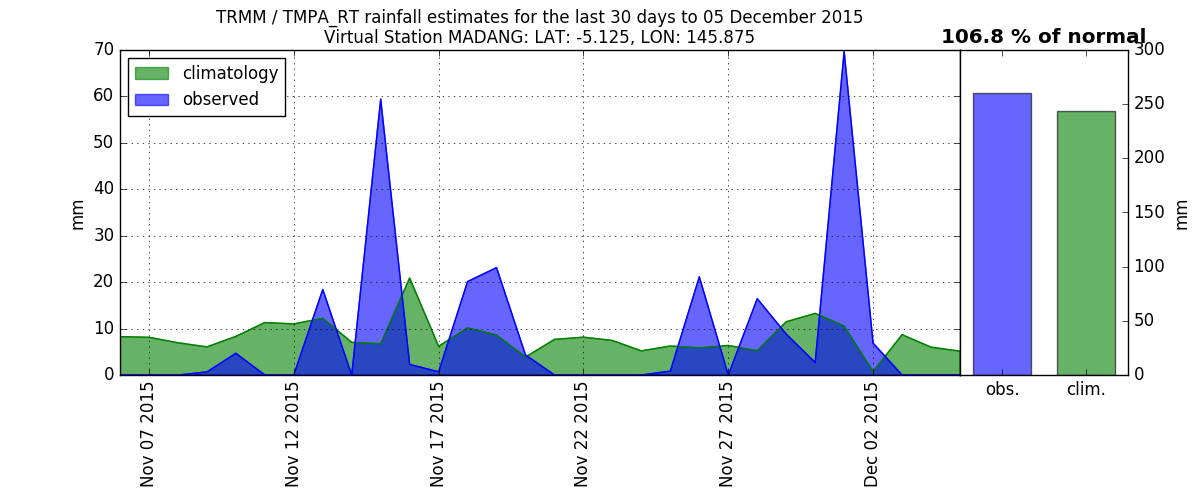 TRMM / TMPA_RT rainfall estimates for the last 30 days to 05 December 2015
Virtual Station MADANG: LAT: -5.125, LON: 145.875
106.8 % of normal
climatology
observed
70
60
50
40
30
20
10
0
mm
Nov 07 2015
Nov 12 2015
Nov 17 2015
Nov 22 2015
Nov 27 2015
Dec 02 2015
300
250
200
150
100
50
0
mm
obs.
clim.